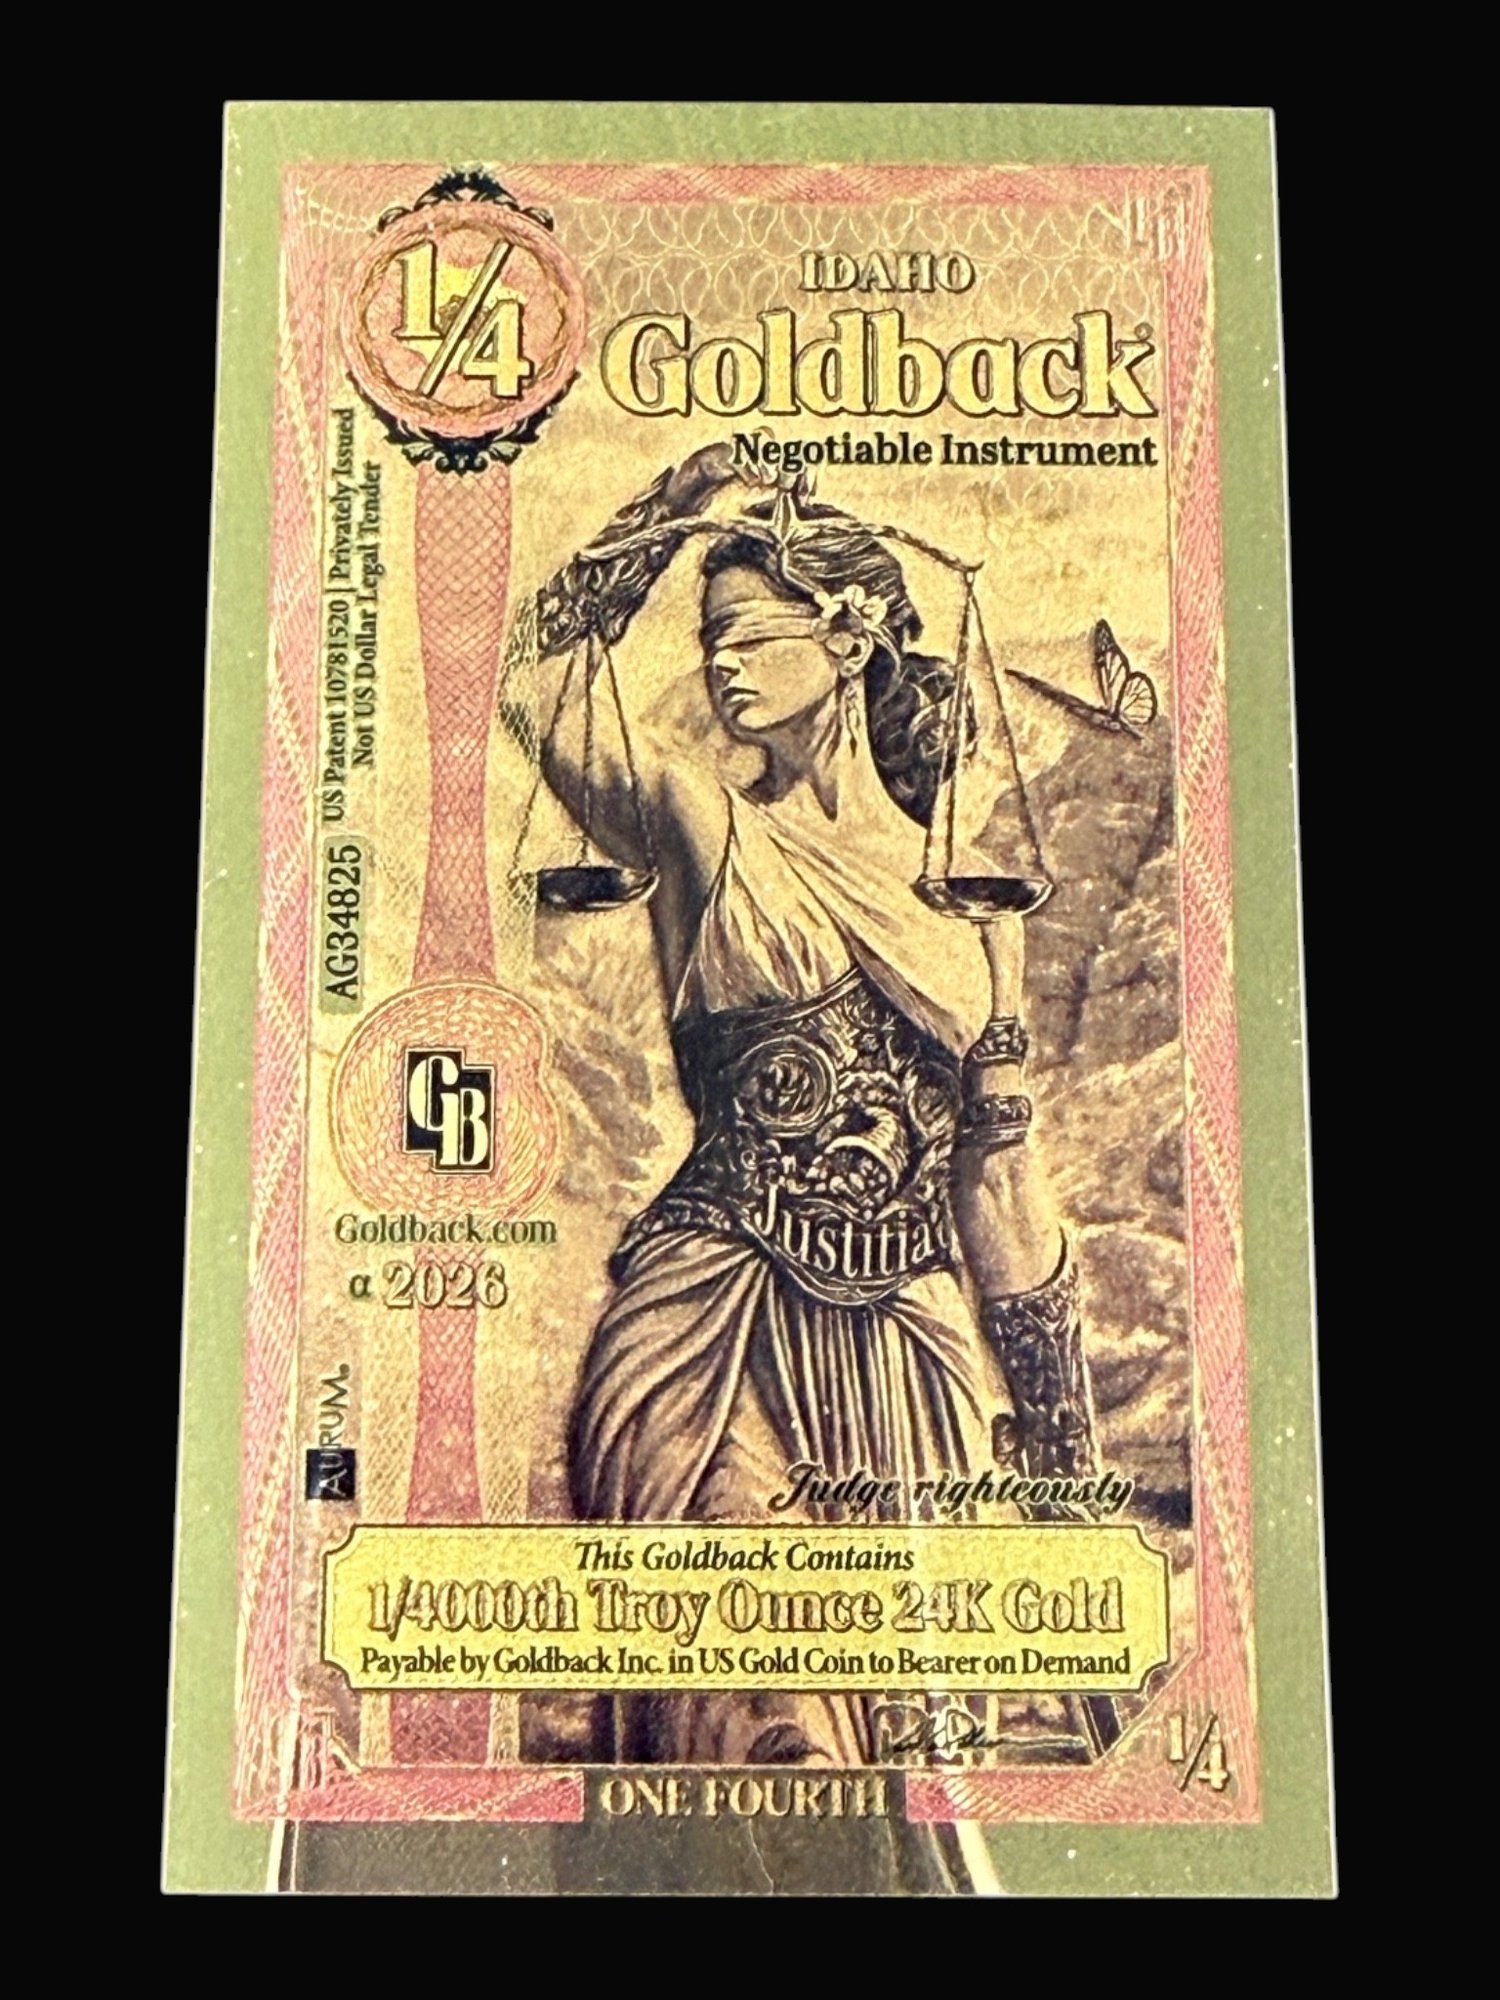 1/4
IDAHO
Goldback®
Negotiable Instrument
US Patent 10781520 | Privately Issued
Not US Dollar Legal Tender
AG34825
GB
Goldback.com
α 2026
AURUM®
Justitia
Judge righteously
This Goldback Contains
1/4000th Troy Ounce 24K Gold
Payable by Goldback Inc. in US Gold Coin to Bearer on Demand
ONE FOURTH
1/4